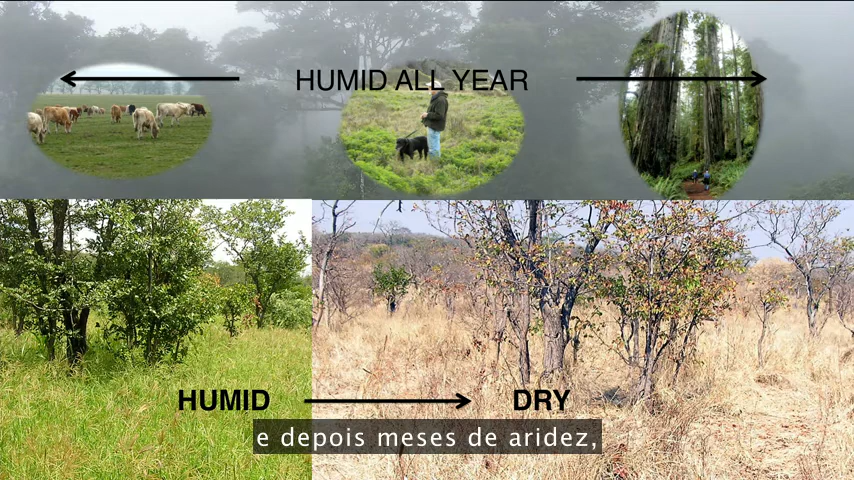 HUMID ALL YEAR
HUMID
DRY
e depois meses de aridez,